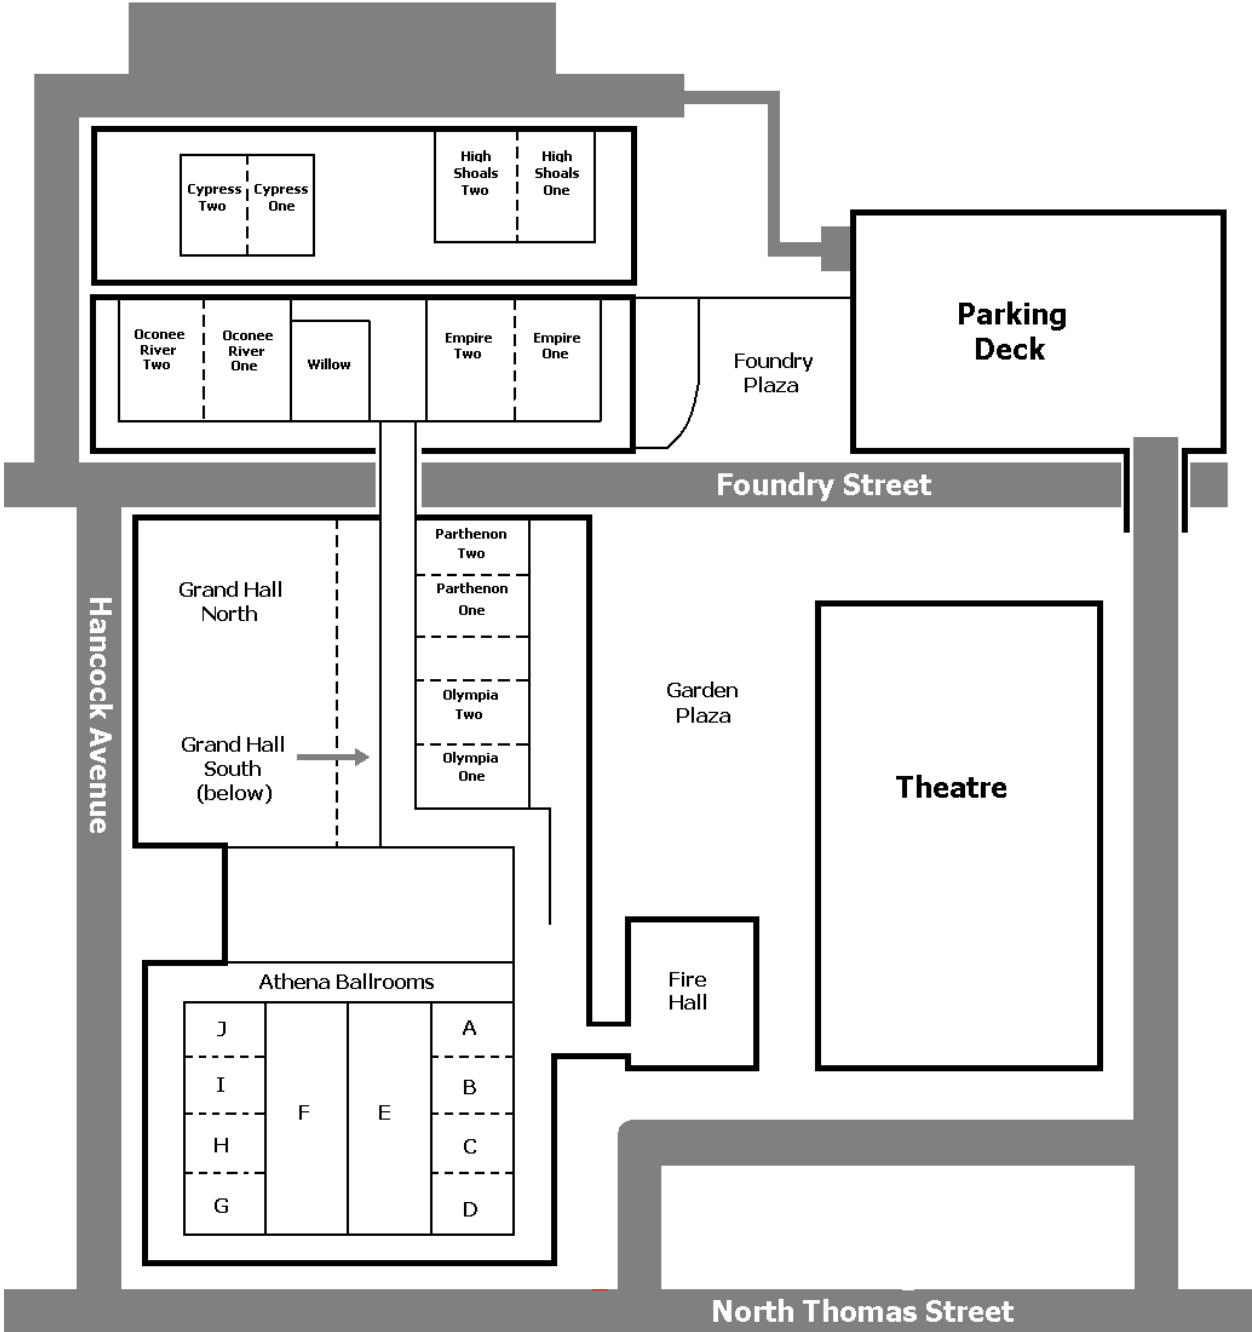 High
Shoals
Two
High
Shoals
One
Cypress
Two
Cypress
One
Parking
Deck
Oconee
River
Two
Oconee
River
One
Willow
Empire
Two
Empire
One
Foundry
Plaza
Foundry Street
Parthenon
Two
Parthenon
One
Grand Hall
North
Hancock Avenue
Olympia
Two
Garden
Plaza
Grand Hall
South
(below)
Olympia
One
Theatre
Fire
Hall
Athena Ballrooms
J
I
H
G
F
E
A
B
C
D
North Thomas Street